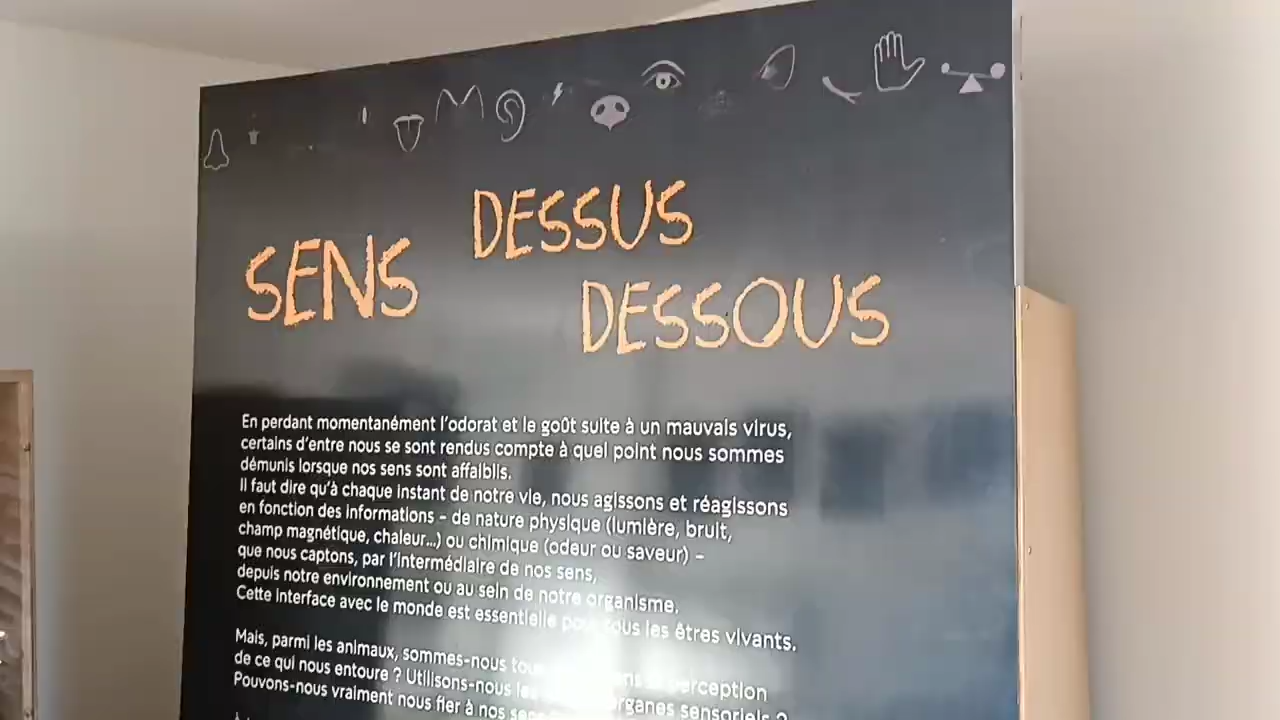 SENS
DESSUS
DESSOUS
En perdant momentanément l'odorat et le goût suite à un mauvais virus,
certains d'entre nous se sont rendus compte à quel point nous sommes
démunis lorsque nos sens sont affaiblis.
Il faut dire qu'à chaque instant de notre vie, nous agissons et réagissons
en fonction des informations - de nature physique (lumière, bruit,
champ magnétique, chaleur...) ou chimique (odeur ou saveur) -
que nous captons, par l'intermédiaire de nos sens,
depuis notre environnement ou au sein de notre organisme.
Cette interface avec le monde est essentielle pour tous les êtres vivants.
Mais, parmi les animaux, sommes-nous perception
de ce qui nous entoure ? Utilisons-nous organes sensoriels ?
Pouvons-nous vraiment nous fier à nos